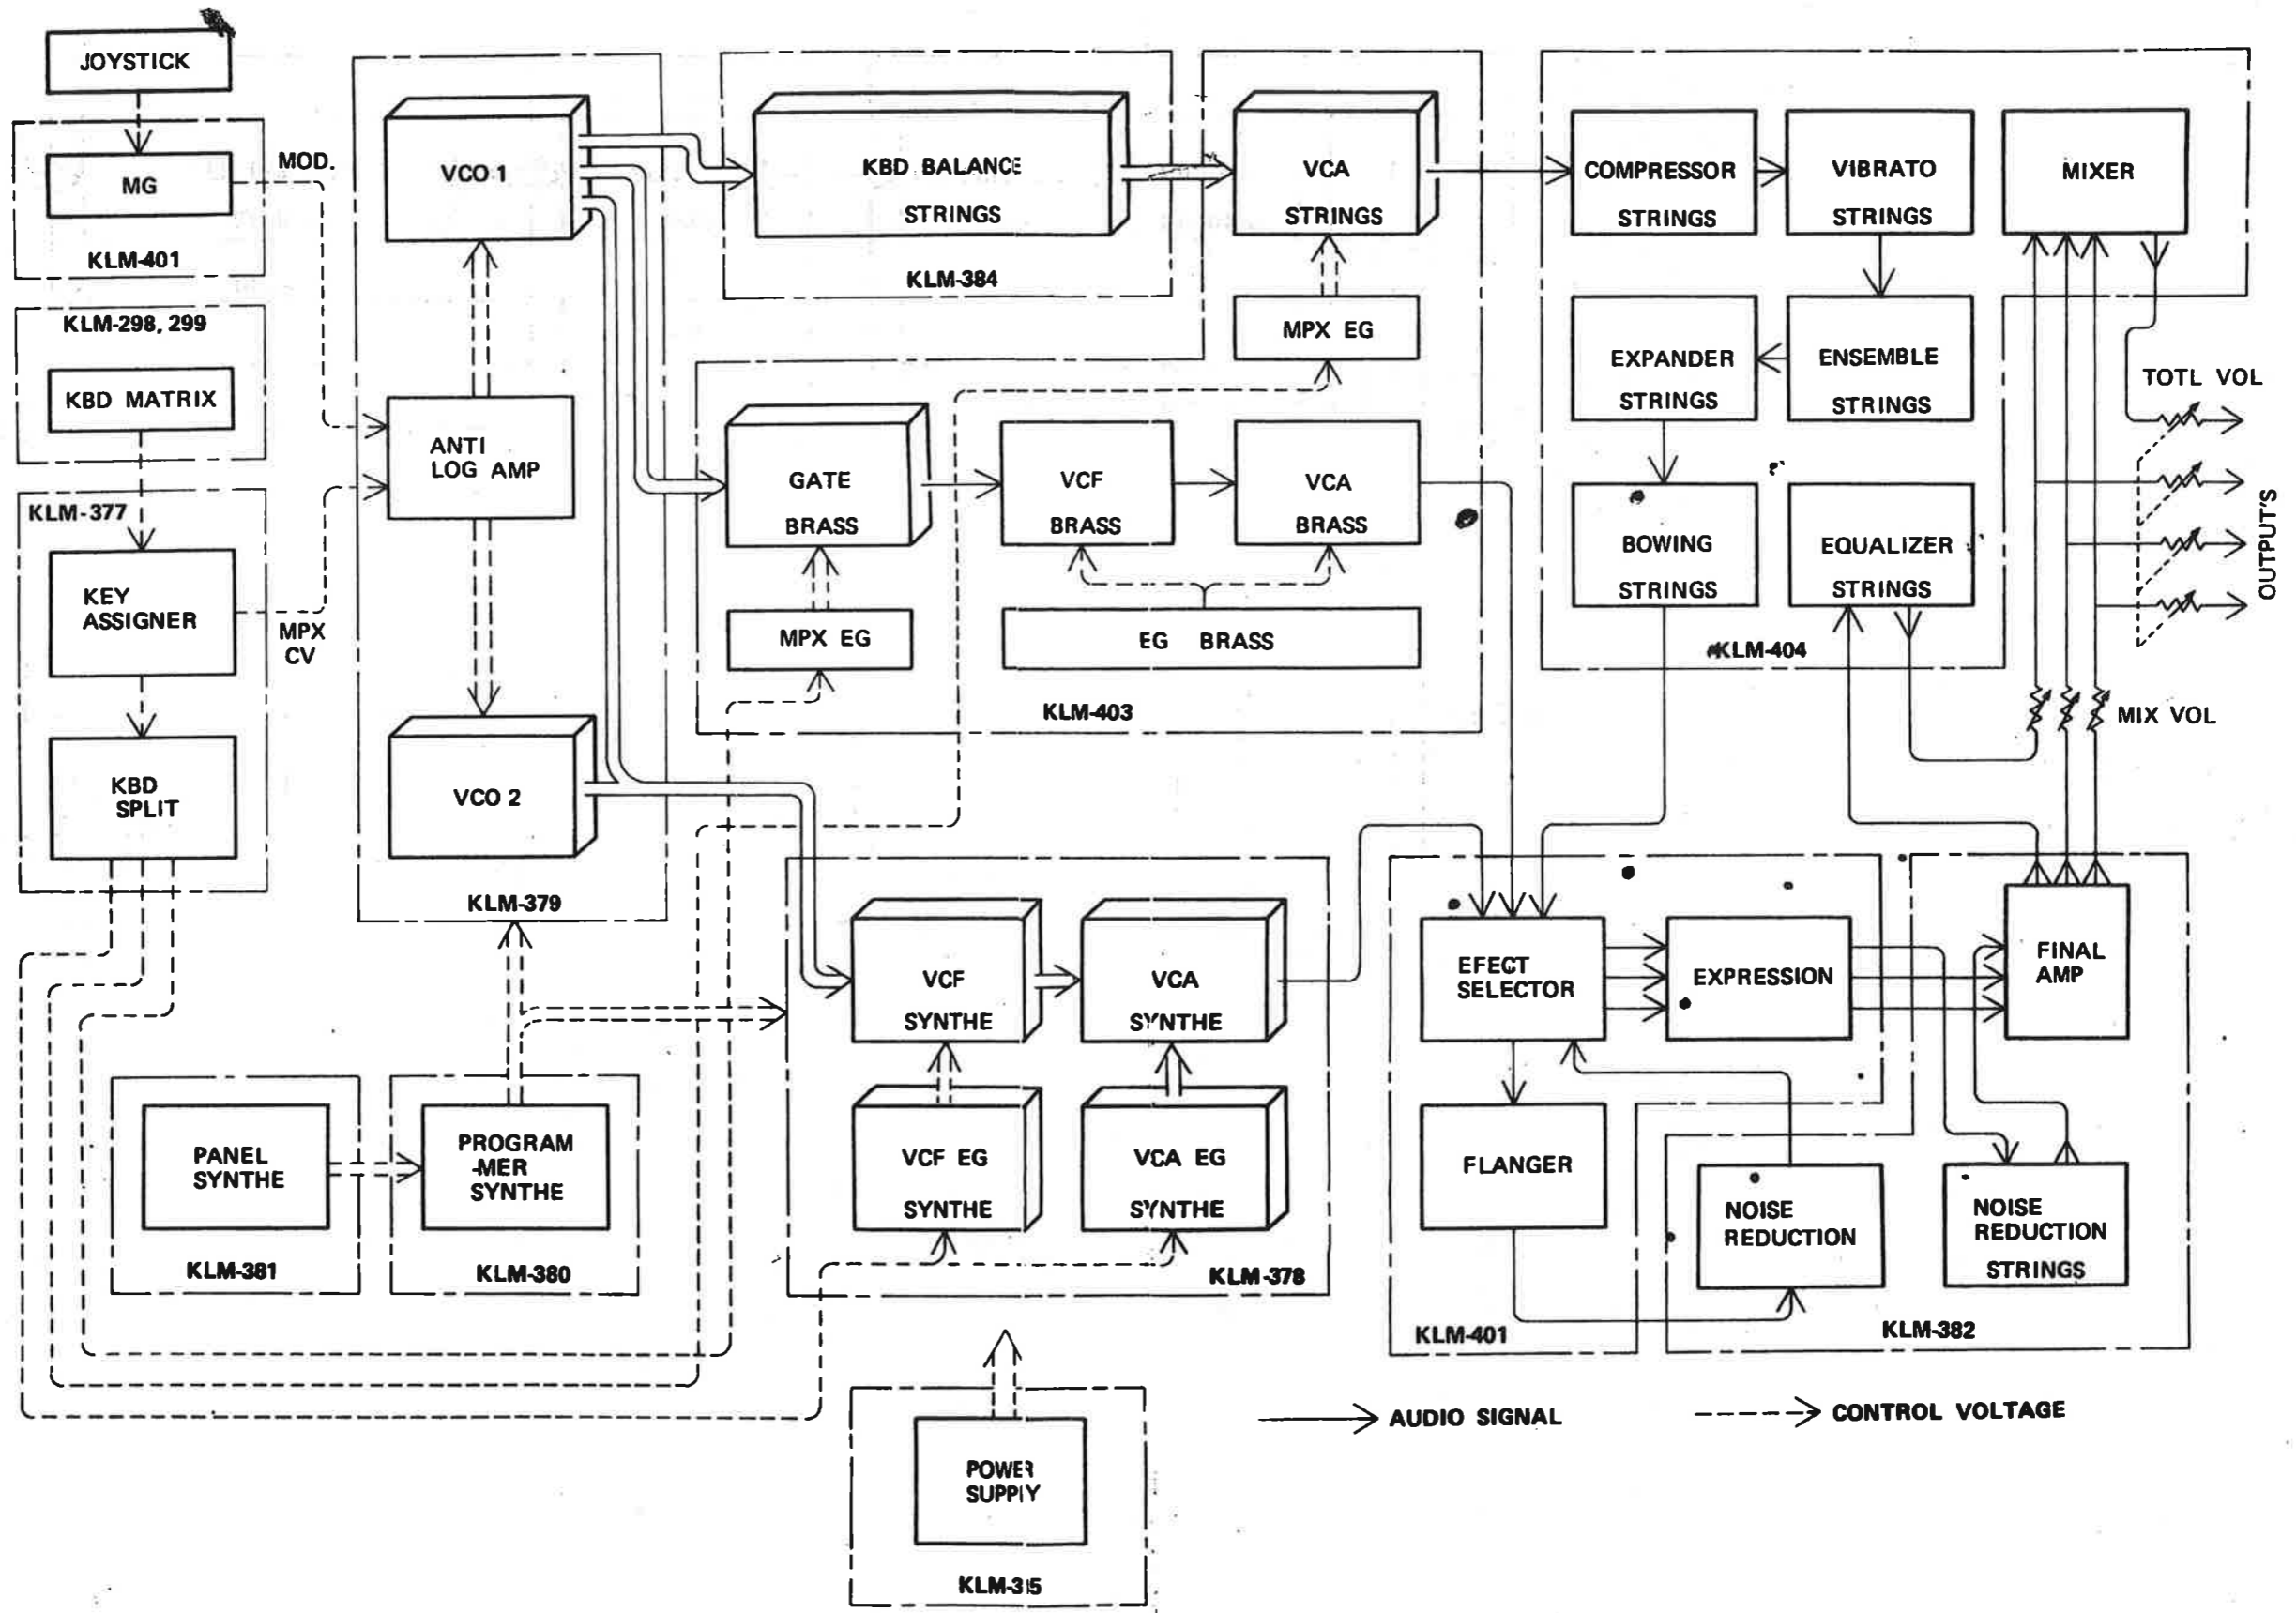 JOYSTICK
MG
KLM-401
MOD.
KLM-298, 299
KBD MATRIX
KLM-377
KEY
ASSIGNER
MPX
CV
KBD
SPLIT
VCO 1
ANTI
LOG AMP
VCO 2
KLM-379
KBD BALANCE
STRINGS
KLM-384
VCA
STRINGS
MPX EG
GATE
BRASS
VCF
BRASS
VCA
BRASS
MPX EG
EG BRASS
KLM-403
COMPRESSOR
STRINGS
VIBRATO
STRINGS
MIXER
EXPANDER
STRINGS
ENSEMBLE
STRINGS
BOWING
STRINGS
EQUALIZER
STRINGS
KLM-404
TOTL VOL
OUTPUT'S
MIX VOL
PANEL
SYNTHE
KLM-381
PROGRAM
-MER
SYNTHE
KLM-380
VCF
SYNTHE
VCA
SYNTHE
VCF EG
SYNTHE
VCA EG
SYNTHE
KLM-378
EFECT
SELECTOR
EXPRESSION
FINAL
AMP
FLANGER
NOISE
REDUCTION
NOISE
REDUCTION
STRINGS
KLM-401
KLM-382
POWER
SUPPLY
KLM-315
AUDIO SIGNAL
CONTROL VOLTAGE